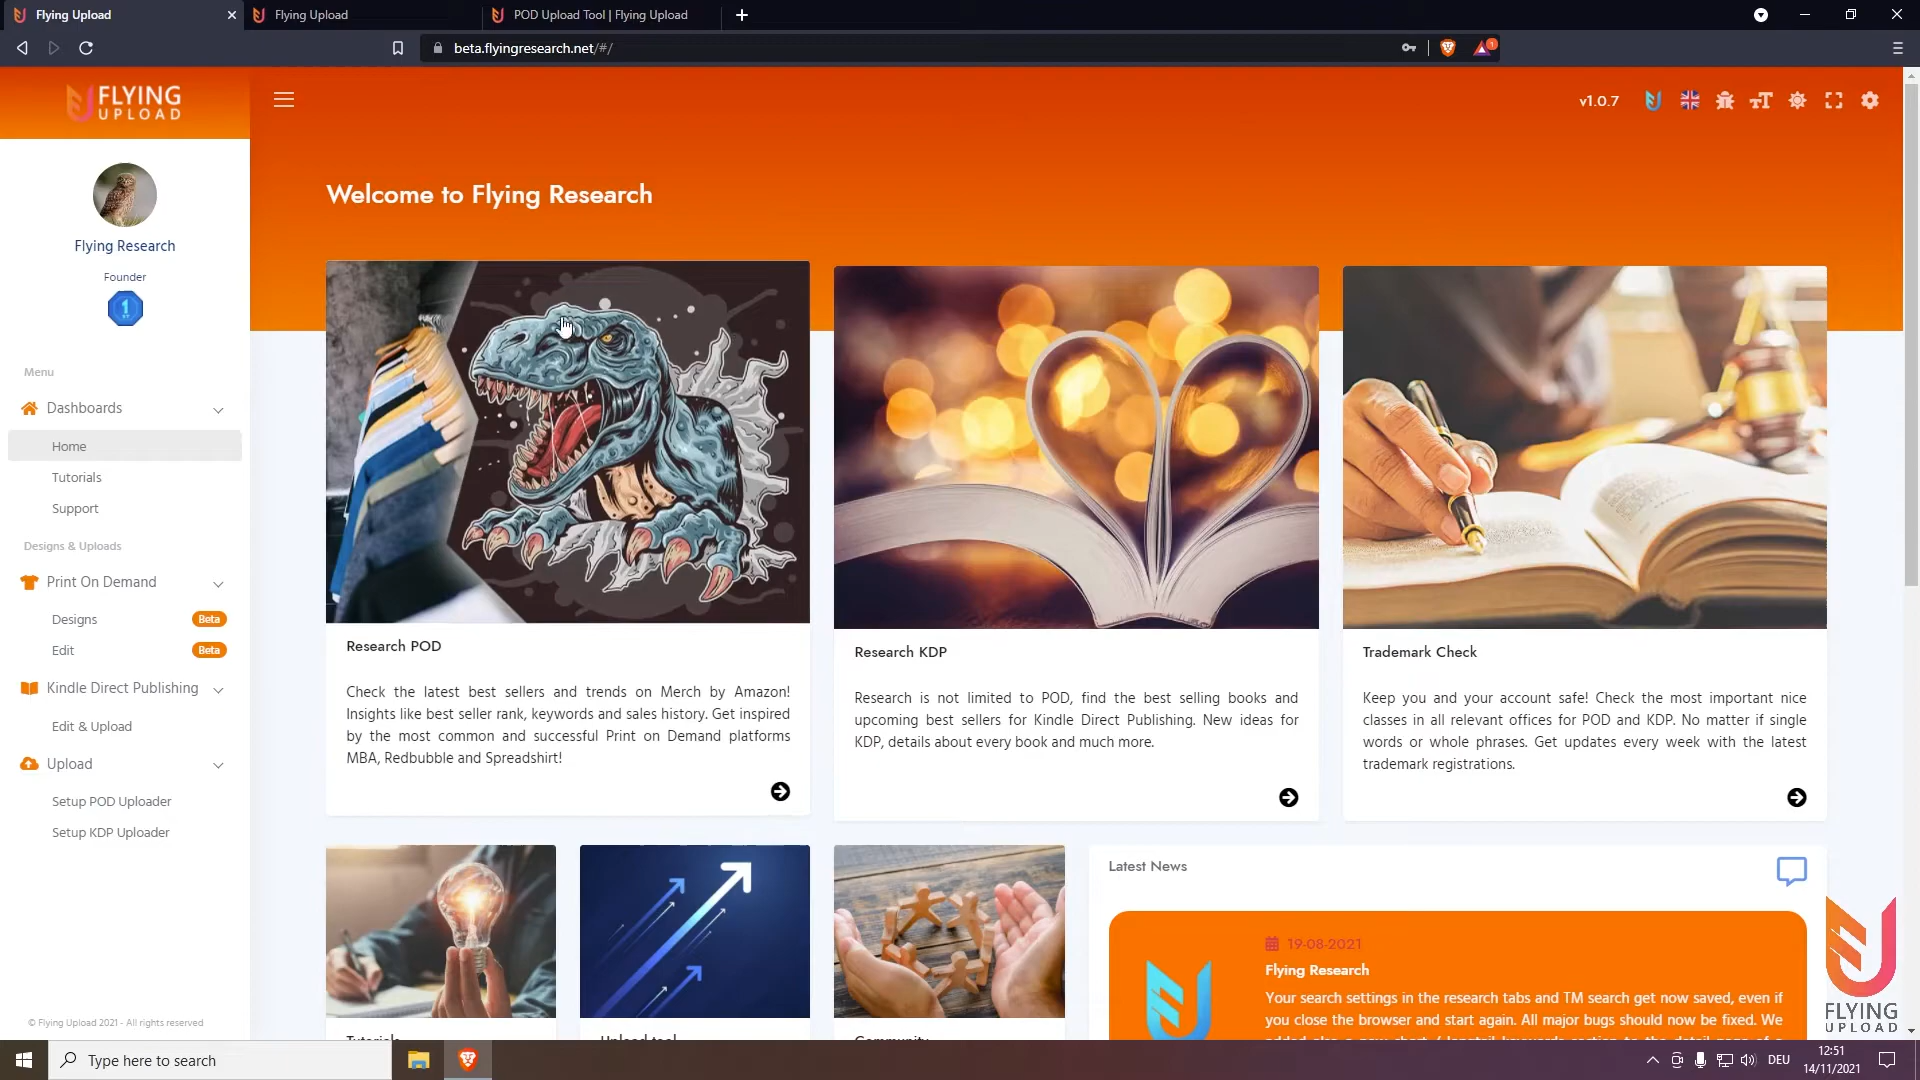 Flying Upload
Flying Upload
POD Upload Tool | Flying Upload
beta.flyingresearch.net/#/
1
FLYING
UPLOAD
v1.0.7
Flying Research
Founder
1
Menu
Dashboards
Home
Tutorials
Support
Designs & Uploads
Print On Demand
Designs
Beta
Edit
Beta
Kindle Direct Publishing
Edit & Upload
Upload
Setup POD Uploader
Setup KDP Uploader
© Flying Upload 2021 - All rights reserved
Welcome to Flying Research
Research POD
Check the latest best sellers and trends on Merch by Amazon!
Insights like best seller rank, keywords and sales history. Get inspired
by the most common and successful Print on Demand platforms
MBA, Redbubble and Spreadshirt!
Research KDP
Research is not limited to POD, find the best selling books and
upcoming best sellers for Kindle Direct Publishing. New ideas for
KDP, details about every book and much more.
Trademark Check
Keep you and your account safe! Check the most important nice
classes in all relevant offices for POD and KDP. No matter if single
words or whole phrases. Get updates every week with the latest
trademark registrations.
Tutorials
Upload tool
Community
Latest News
19-08-2021
Flying Research
Your search settings in the research tabs and TM search get now saved, even if
you close the browser and start again. All major bugs should now be fixed. We
FLYING
UPLOAD
Type here to search
DEU
12:51
14/11/2021